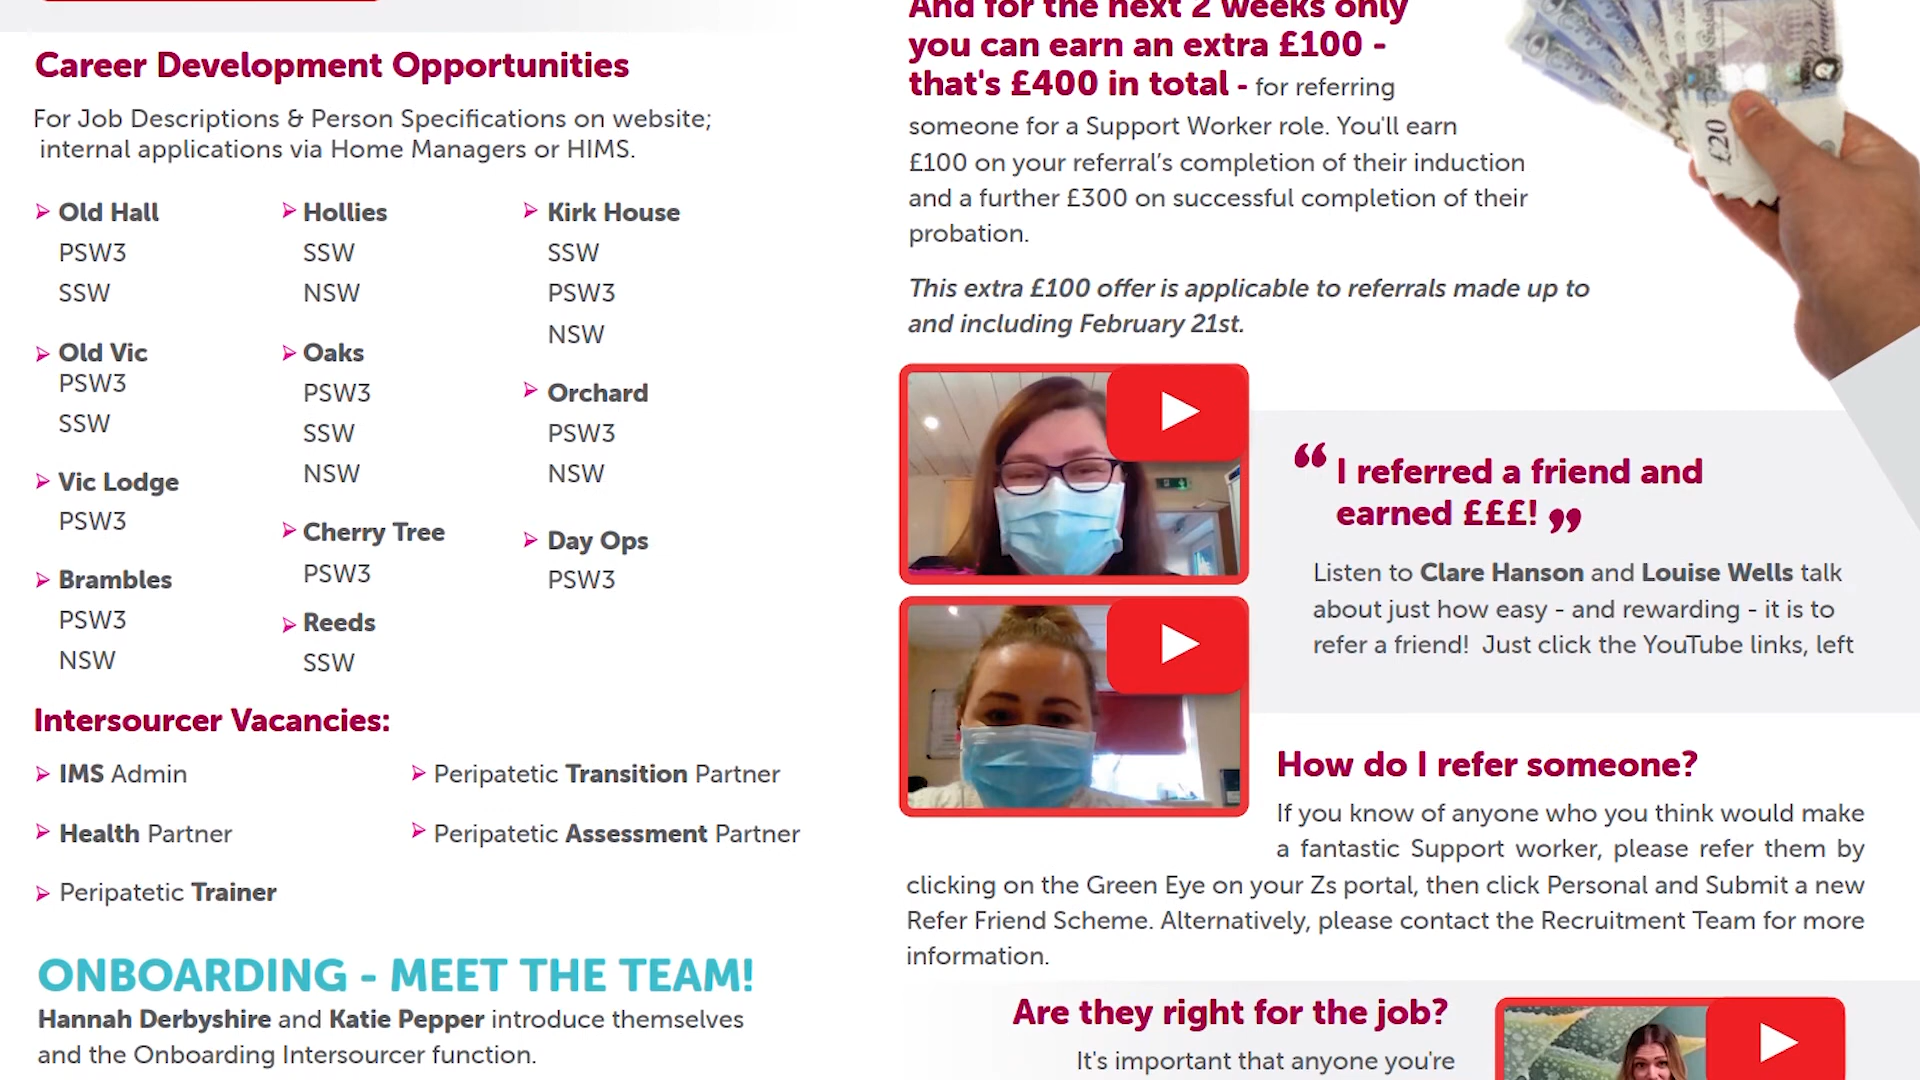 Career Development Opportunities
For Job Descriptions & Person Specifications on website;
internal applications via Home Managers or HIMS.
Old Hall
PSW3
SSW
Old Vic
PSW3
SSW
Vic Lodge
PSW3
Brambles
PSW3
NSW
Hollies
SSW
NSW
Oaks
PSW3
SSW
NSW
Cherry Tree
PSW3
Reeds
SSW
Kirk House
SSW
PSW3
NSW
Orchard
PSW3
NSW
Day Ops
PSW3
Intersourcer Vacancies:
IMS Admin
Health Partner
Peripatetic Trainer
Peripatetic Transition Partner
Peripatetic Assessment Partner
ONBOARDING - MEET THE TEAM!
Hannah Derbyshire and Katie Pepper introduce themselves
and the Onboarding Intersourcer function.
And for the next 2 weeks only
you can earn an extra £100 -
that's £400 in total - for referring
someone for a Support Worker role. You'll earn
£100 on your referral’s completion of their induction
and a further £300 on successful completion of their
probation.
This extra £100 offer is applicable to referrals made up to
and including February 21st.
£20
“ I referred a friend and
earned £££! ”
Listen to Clare Hanson and Louise Wells talk
about just how easy - and rewarding - it is to
refer a friend! Just click the YouTube links, left
How do I refer someone?
If you know of anyone who you think would make
a fantastic Support worker, please refer them by
clicking on the Green Eye on your Zs portal, then click Personal and Submit a new
Refer Friend Scheme. Alternatively, please contact the Recruitment Team for more
information.
Are they right for the job?
It's important that anyone you're